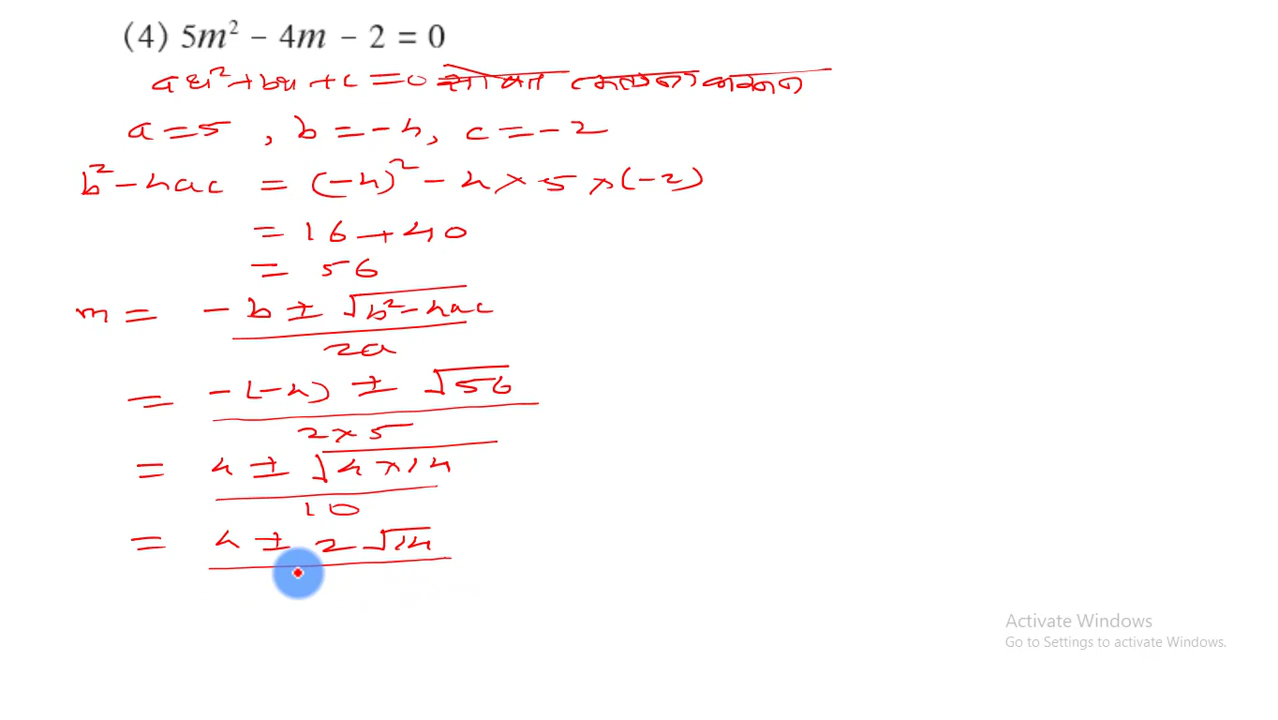 (4) 5m² − 4m − 2 = 0
ax² + bx + c = 0
a = 5 , b = −4, c = −2
b² − 4ac = (−4)² − 4 × 5 × (−2)
= 16 + 40
= 56
m = −b ± √b² − 4ac
2a
= −(−4) ± √56
2 × 5
= 4 ± √4 × 14
10
= 4 ± 2 √14
Activate Windows
Go to Settings to activate Windows.